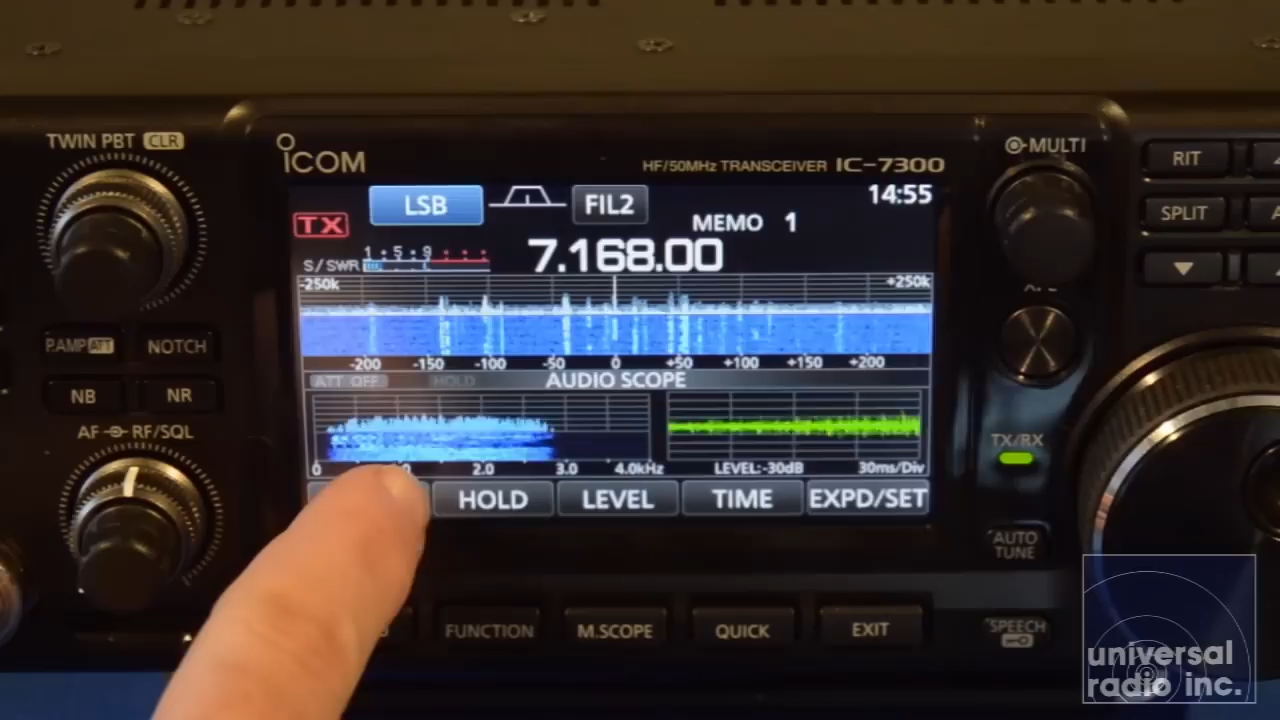 TWIN PBT CLR
ICOM
HF/50MHz TRANSCEIVER IC-7300
MULTI
RIT
LSB
FIL2
14:55
TX
MEMO 1
SPLIT
1 5 9
S/SWR
7.168.00
-250k
+250k
P.AMP ATT
NOTCH
-200 -150 -100 -50 0 +50 +100 +150 +200
ATT OFF
HOLD
AUDIO SCOPE
NB
NR
AF RF/SQL
TX/RX
0
2.0 3.0 4.0kHz
LEVEL:-30dB
30ms/Div
HOLD
LEVEL
TIME
EXPD/SET
AUTO
TUNE
FUNCTION
M.SCOPE
QUICK
EXIT
SPEECH
universal
radio inc.